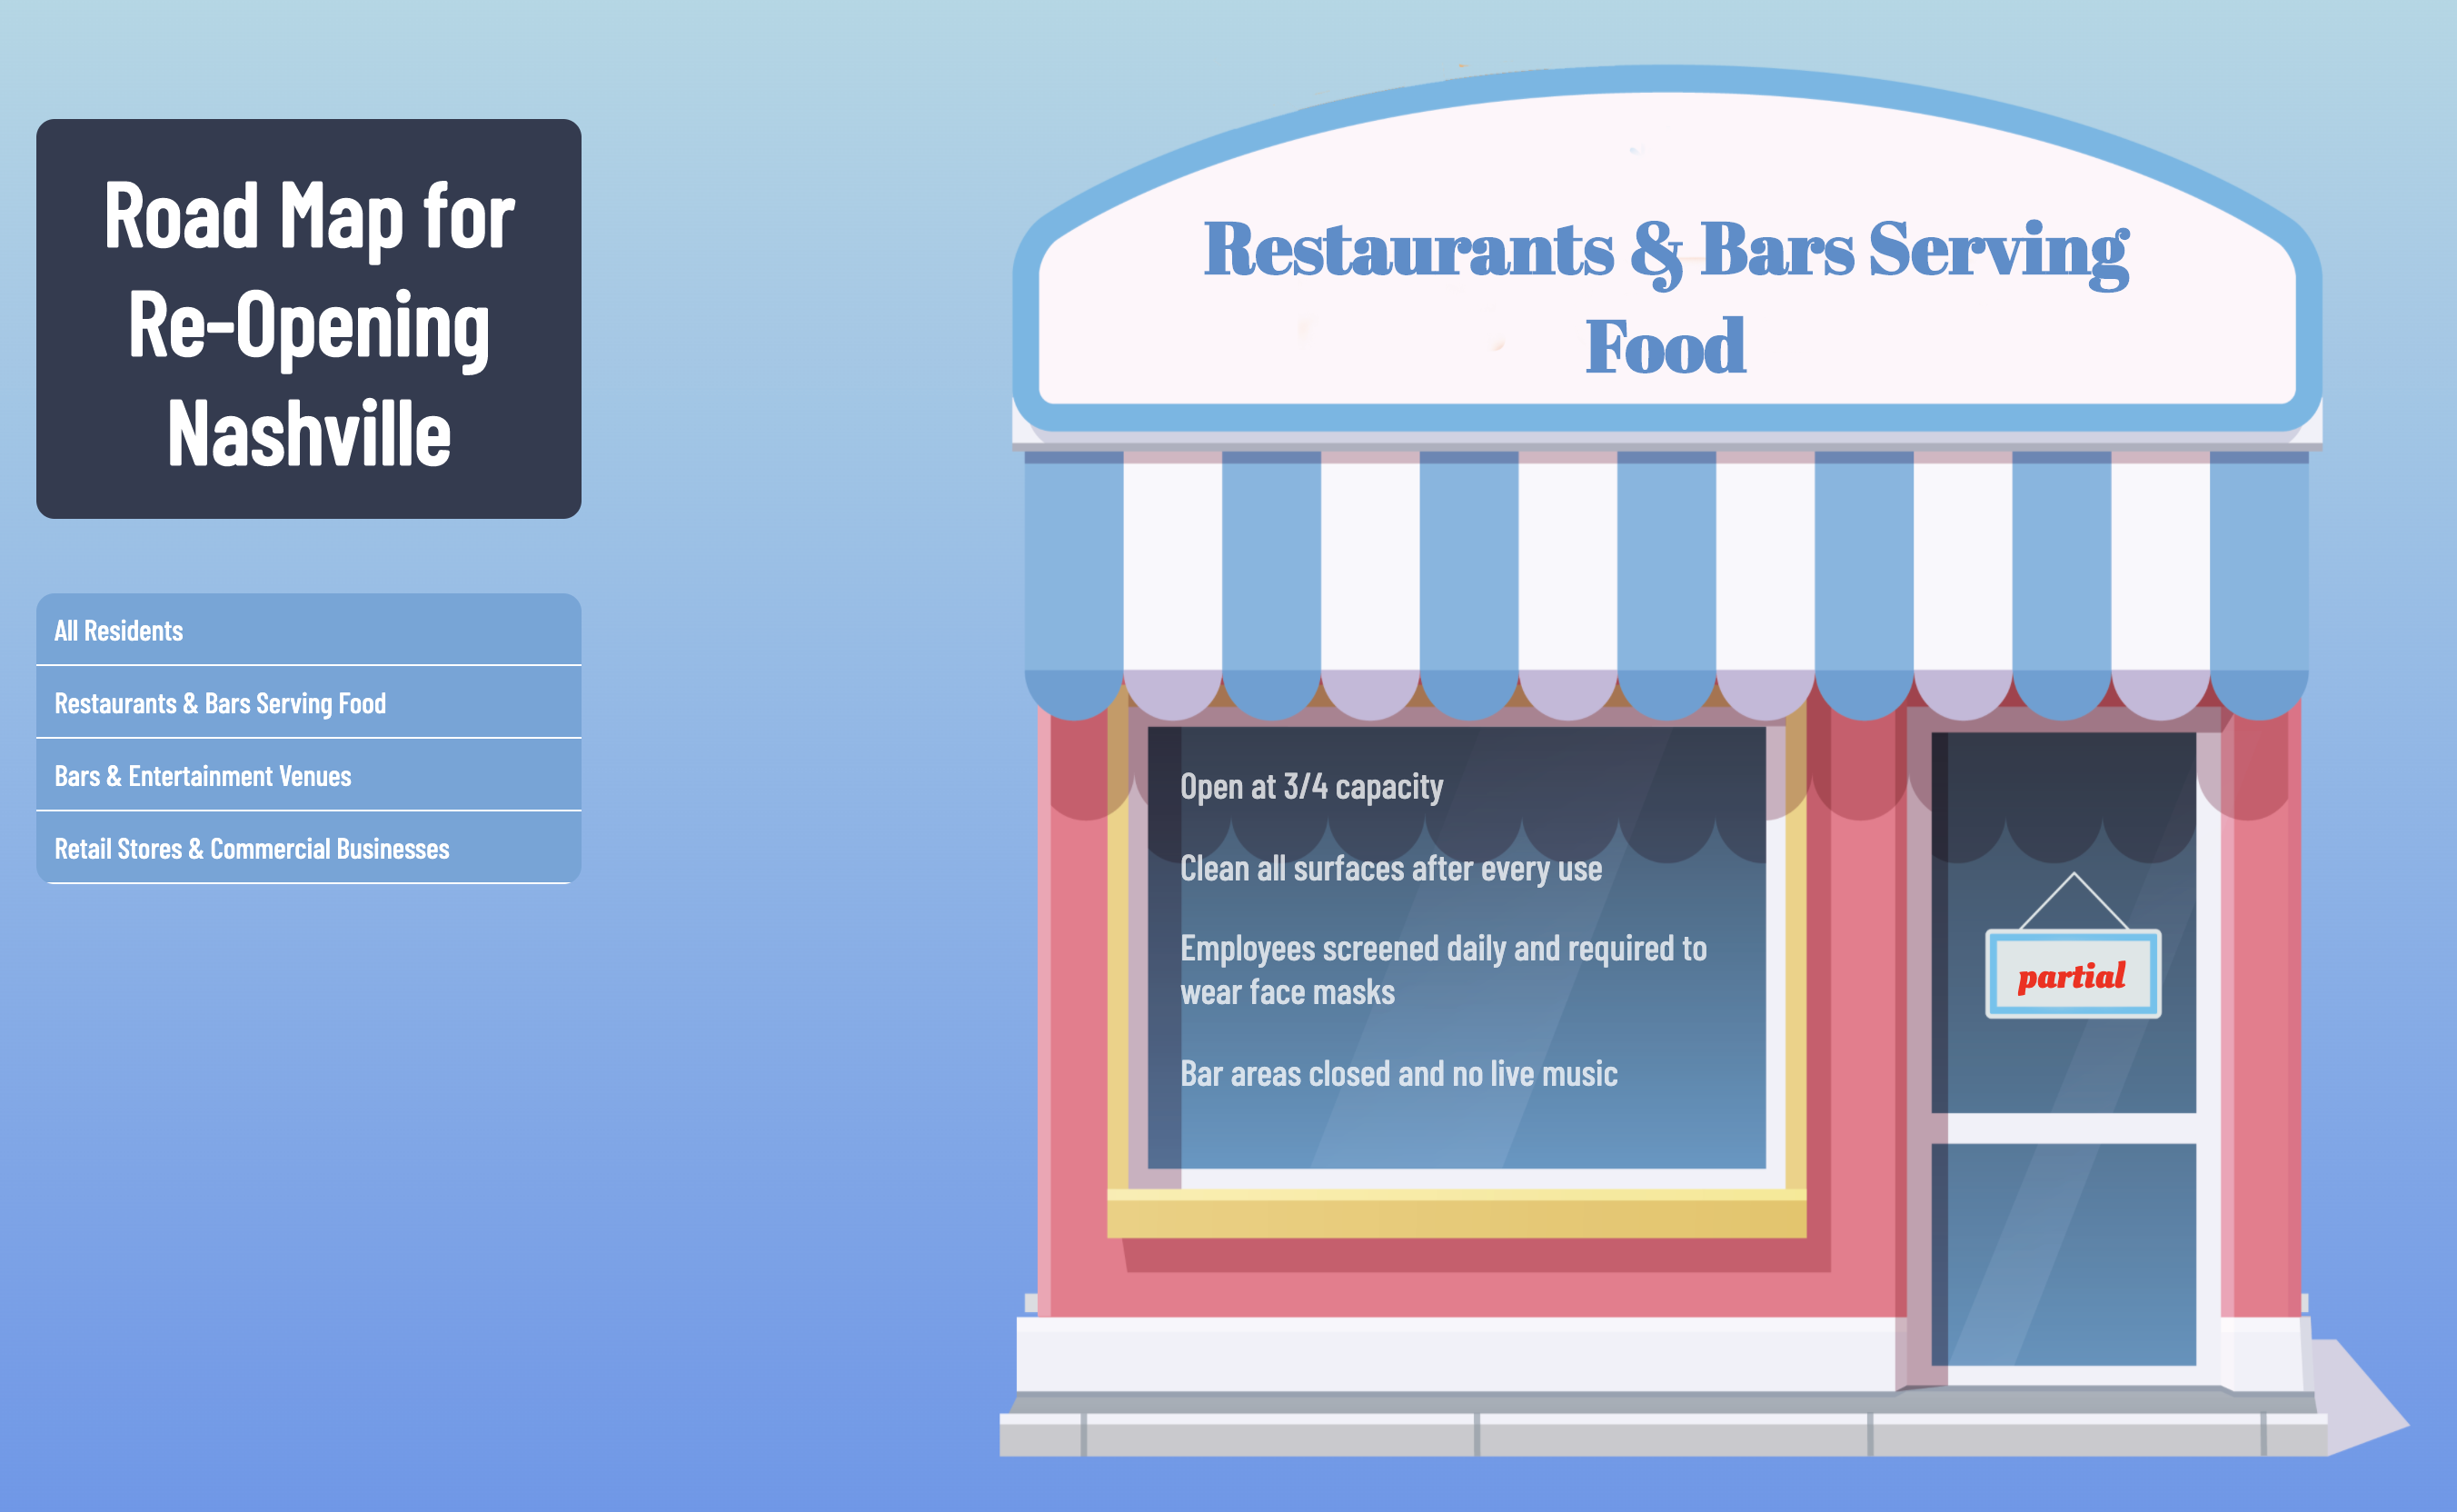 Road Map for
Re-Opening
Nashville
All Residents
Restaurants & Bars Serving Food
Bars & Entertainment Venues
Retail Stores & Commercial Businesses
Restaurants & Bars Serving
Food
Open at 3/4 capacity
Clean all surfaces after every use
Employees screened daily and required to
wear face masks
Bar areas closed and no live music
partial